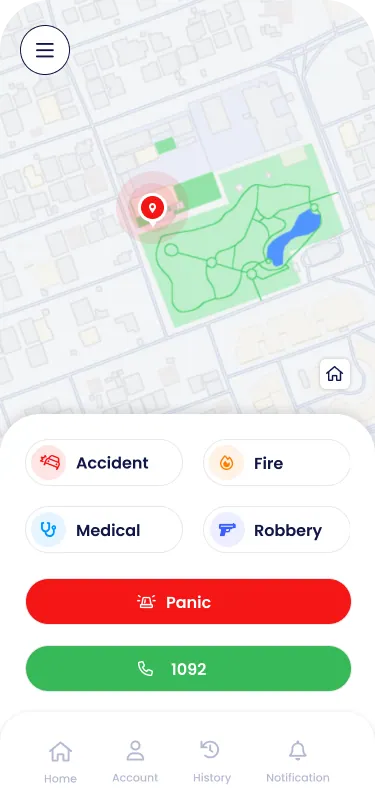 Accident
Fire
Medical
Robbery
Panic
1092
Home
Account
History
Notification